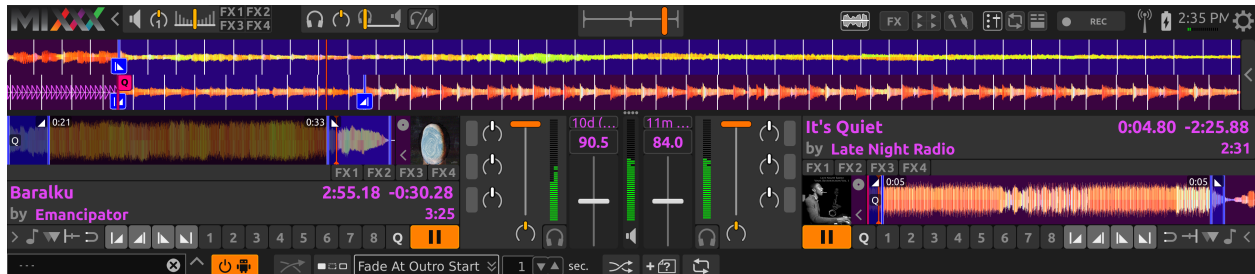 MIXXX
1
FX1 FX2
FX3 FX4
FX
REC
2:35 PM
Q
0:21
0:33
Q
FX1 FX2 FX3 FX4
Baralku
2:55.18 -0:30.28
by Emancipator
3:25
1 2 3 4 5 6 7 8 Q
10d (...
90.5
11m ...
84.0
It's Quiet
0:04.80 -2:25.88
by Late Night Radio
2:31
FX1 FX2 FX3 FX4
0:05
0:05
Q
Q 1 2 3 4 5 6 7 8
---
Fade At Outro Start
1
sec.